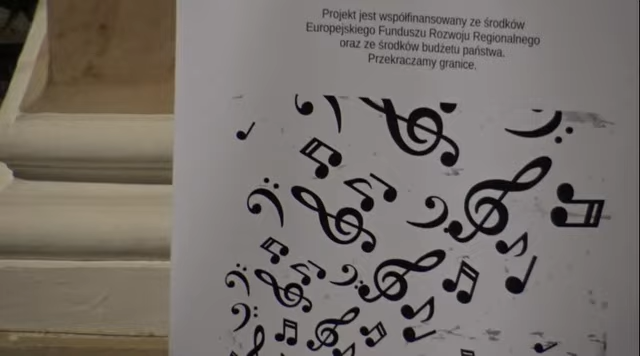 Projekt jest współfinansowany ze środków
Europejskiego Funduszu Rozwoju Regionalnego
oraz ze środków budżetu państwa.
Przekraczamy granice.